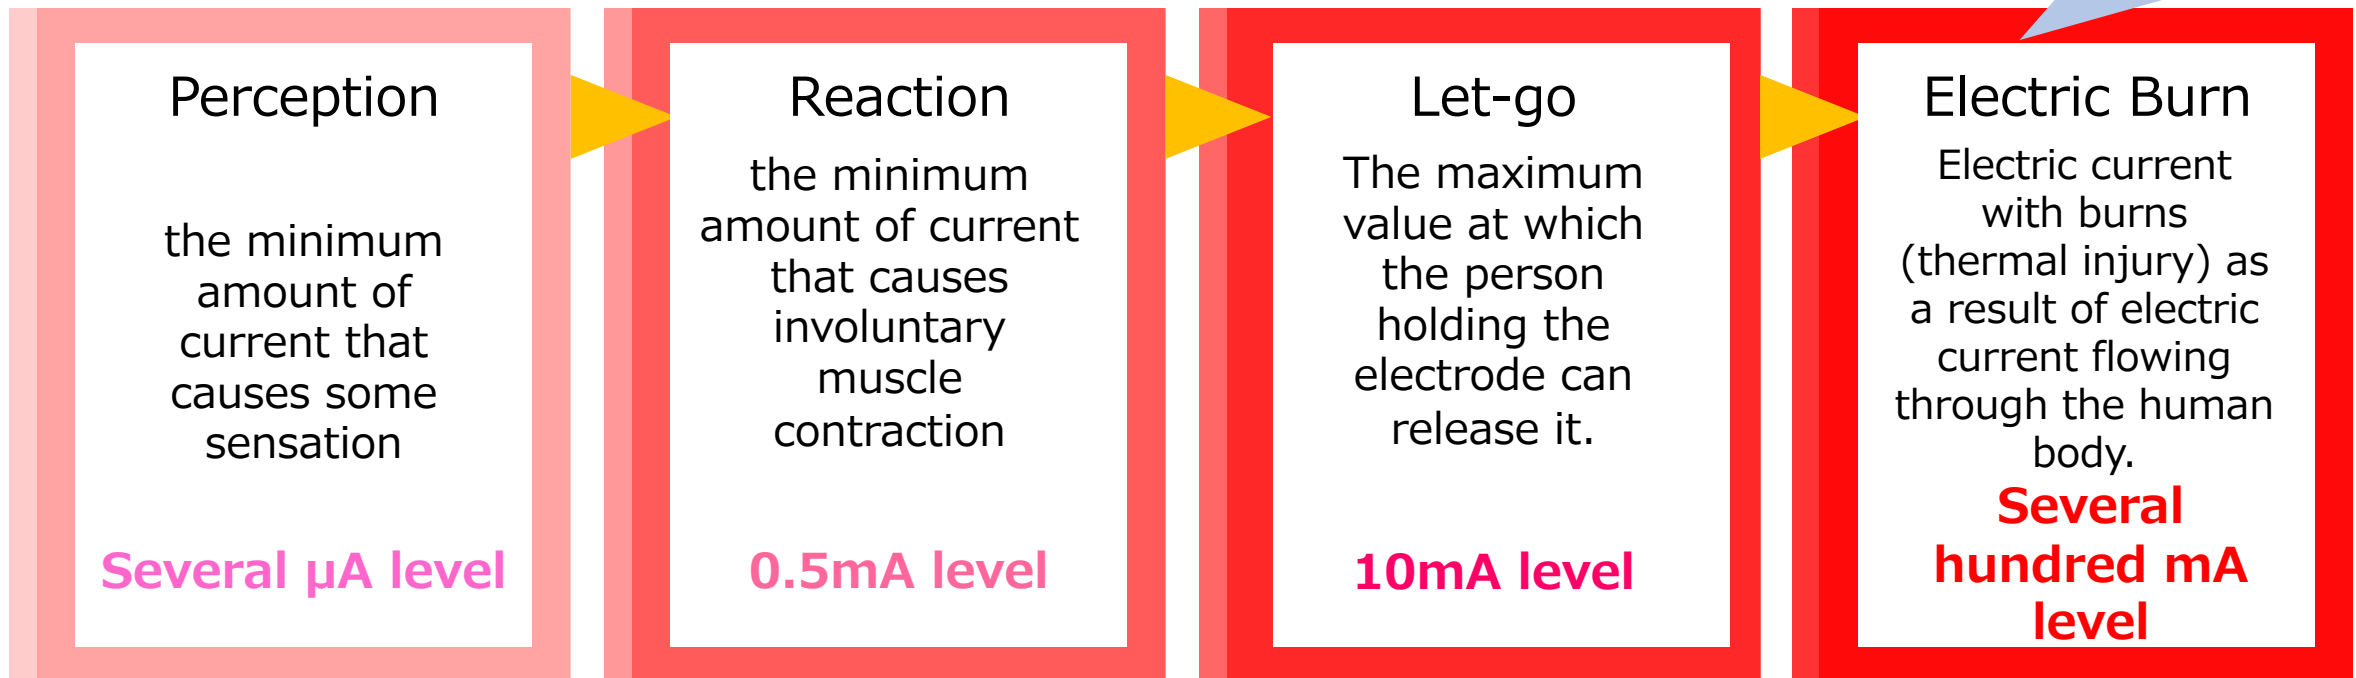 Perception
the minimum
amount of
current that
causes some
sensation
Several μA level
Reaction
the minimum
amount of current
that causes
involuntary
muscle
contraction
0.5mA level
Let-go
The maximum
value at which
the person
holding the
electrode can
release it.
10mA level
Electric Burn
Electric current
with burns
(thermal injury) as
a result of electric
current flowing
through the human
body.
Several
hundred mA
level